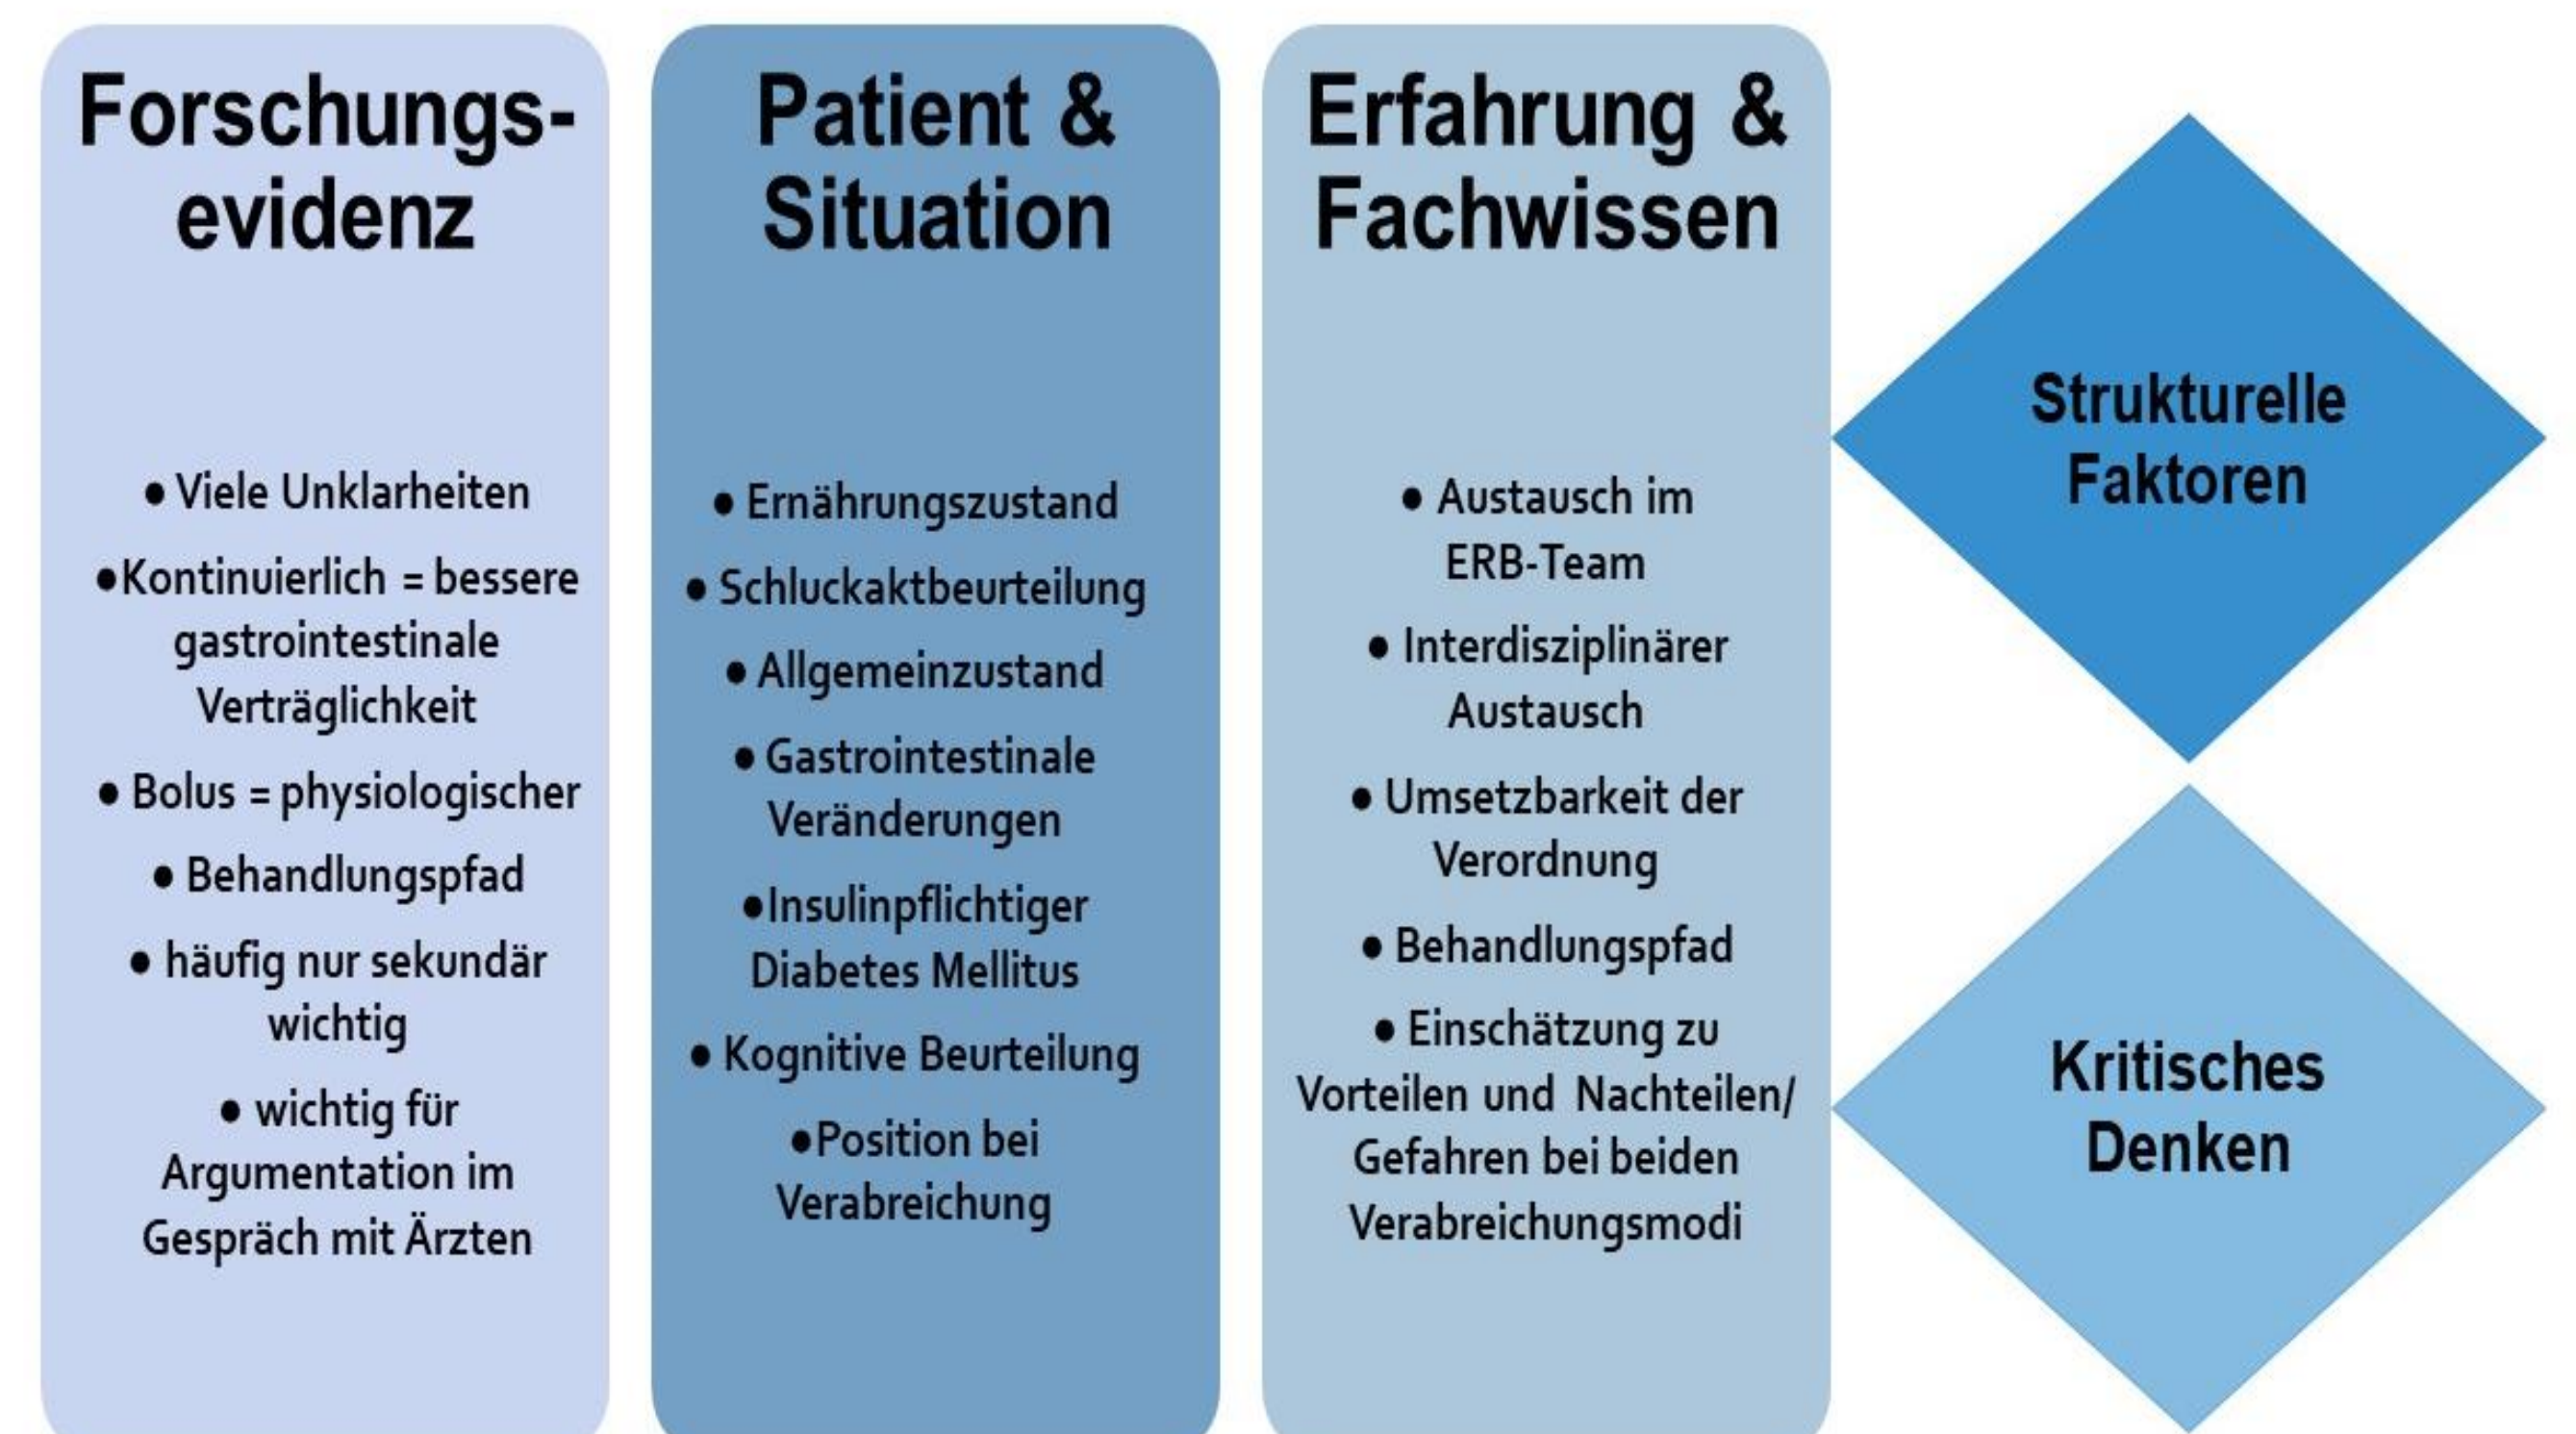 Forschungs-
evidenz
• Viele Unklarheiten
•Kontinuierlich = bessere
gastrointestinale
Verträglichkeit
• Bolus = physiologischer
• Behandlungspfad
• häufig nur sekundär
wichtig
• wichtig für
Argumentation im
Gespräch mit Ärzten
Patient &
Situation
• Ernährungszustand
• Schluckaktbeurteilung
• Allgemeinzustand
• Gastrointestinale
Veränderungen
•Insulinpflichtiger
Diabetes Mellitus
• Kognitive Beurteilung
•Position bei
Verabreichung
Erfahrung &
Fachwissen
• Austausch im
ERB-Team
• Interdisziplinärer
Austausch
• Umsetzbarkeit der
Verordnung
• Behandlungspfad
• Einschätzung zu
Vorteilen und Nachteilen/
Gefahren bei beiden
Verabreichungsmodi
Strukturelle
Faktoren
Kritisches
Denken